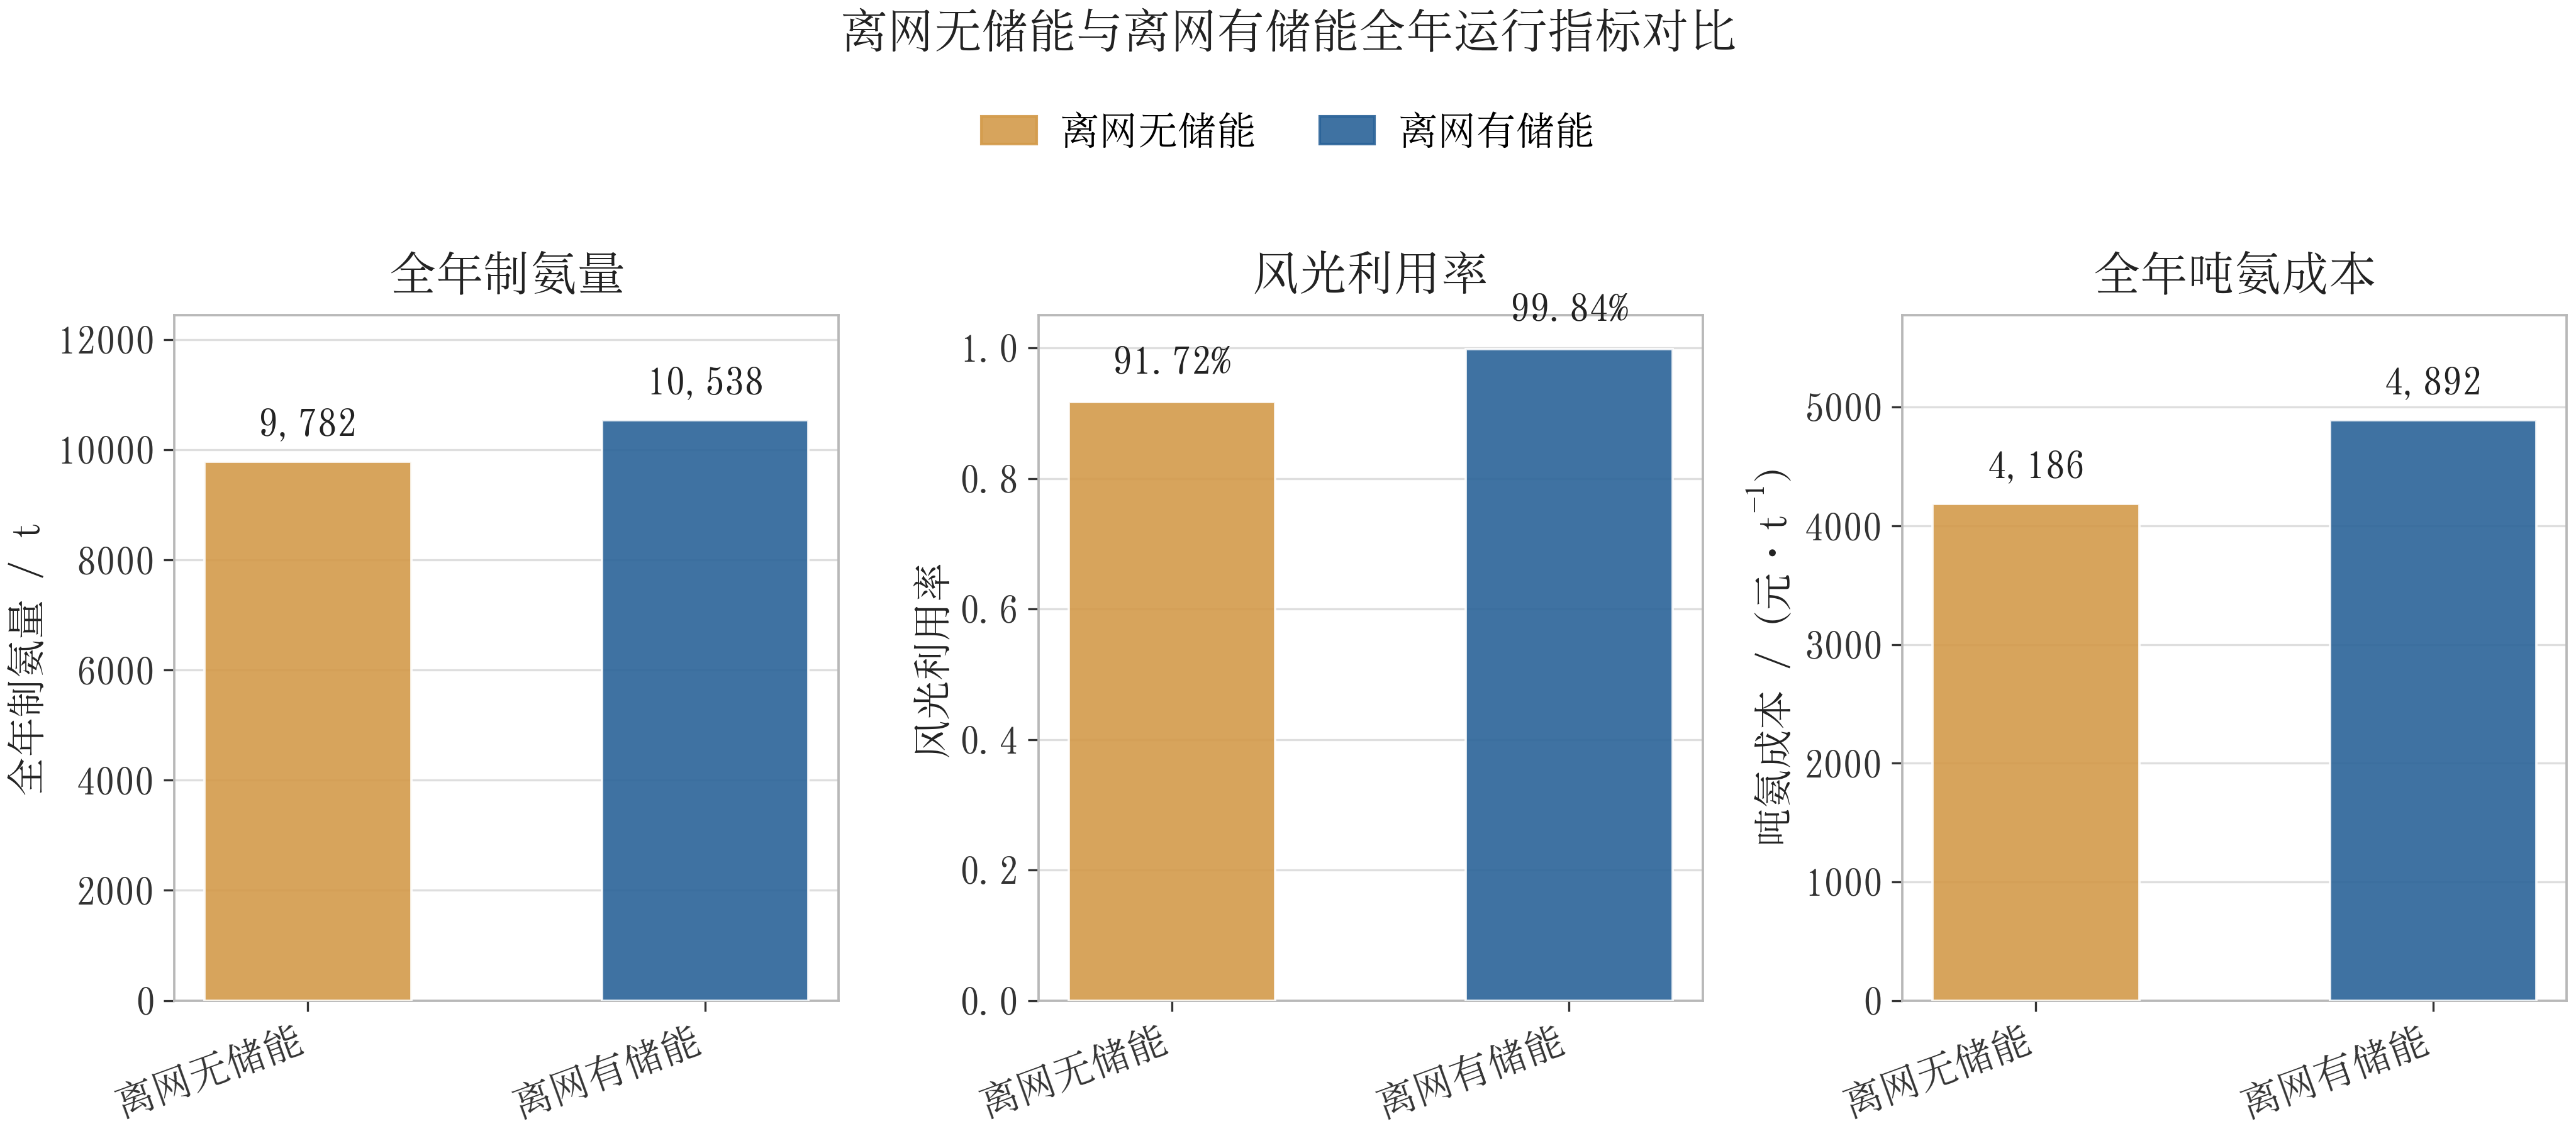 离网无储能与离网有储能全年运行指标对比
离网无储能 离网有储能
全年制氨量
全年制氨量 / t
12000
10000
8000
6000
4000
2000
0
9,782
10,538
离网无储能
离网有储能
风光利用率
风光利用率
1.0
0.8
0.6
0.4
0.2
0.0
91.72%
99.84%
离网无储能
离网有储能
全年吨氨成本
吨氨成本 / (元·t⁻¹)
5000
4000
3000
2000
1000
0
4,186
4,892
离网无储能
离网有储能